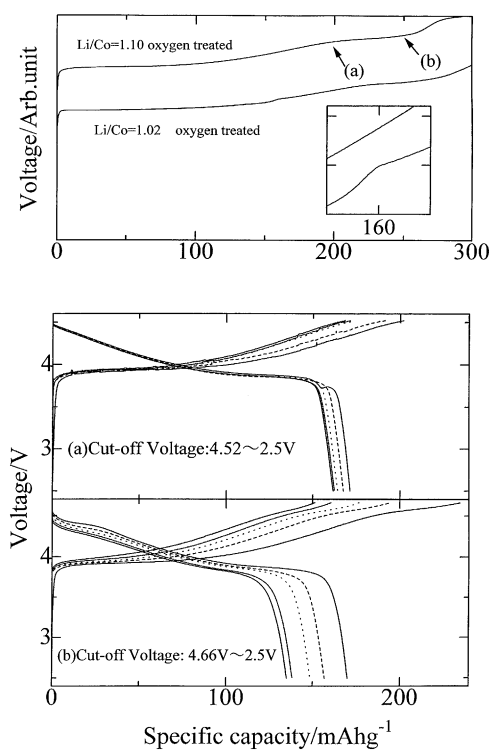 Voltage/Arb.unit
Li/Co=1.10 oxygen treated
(a)
(b)
Li/Co=1.02 oxygen treated
160
0
100
200
300
Voltage/V
4
3
(a)Cut-off Voltage:4.52～2.5V
4
3
(b)Cut-off Voltage: 4.66V～2.5V
0
100
200
Specific capacity/mAhg-1